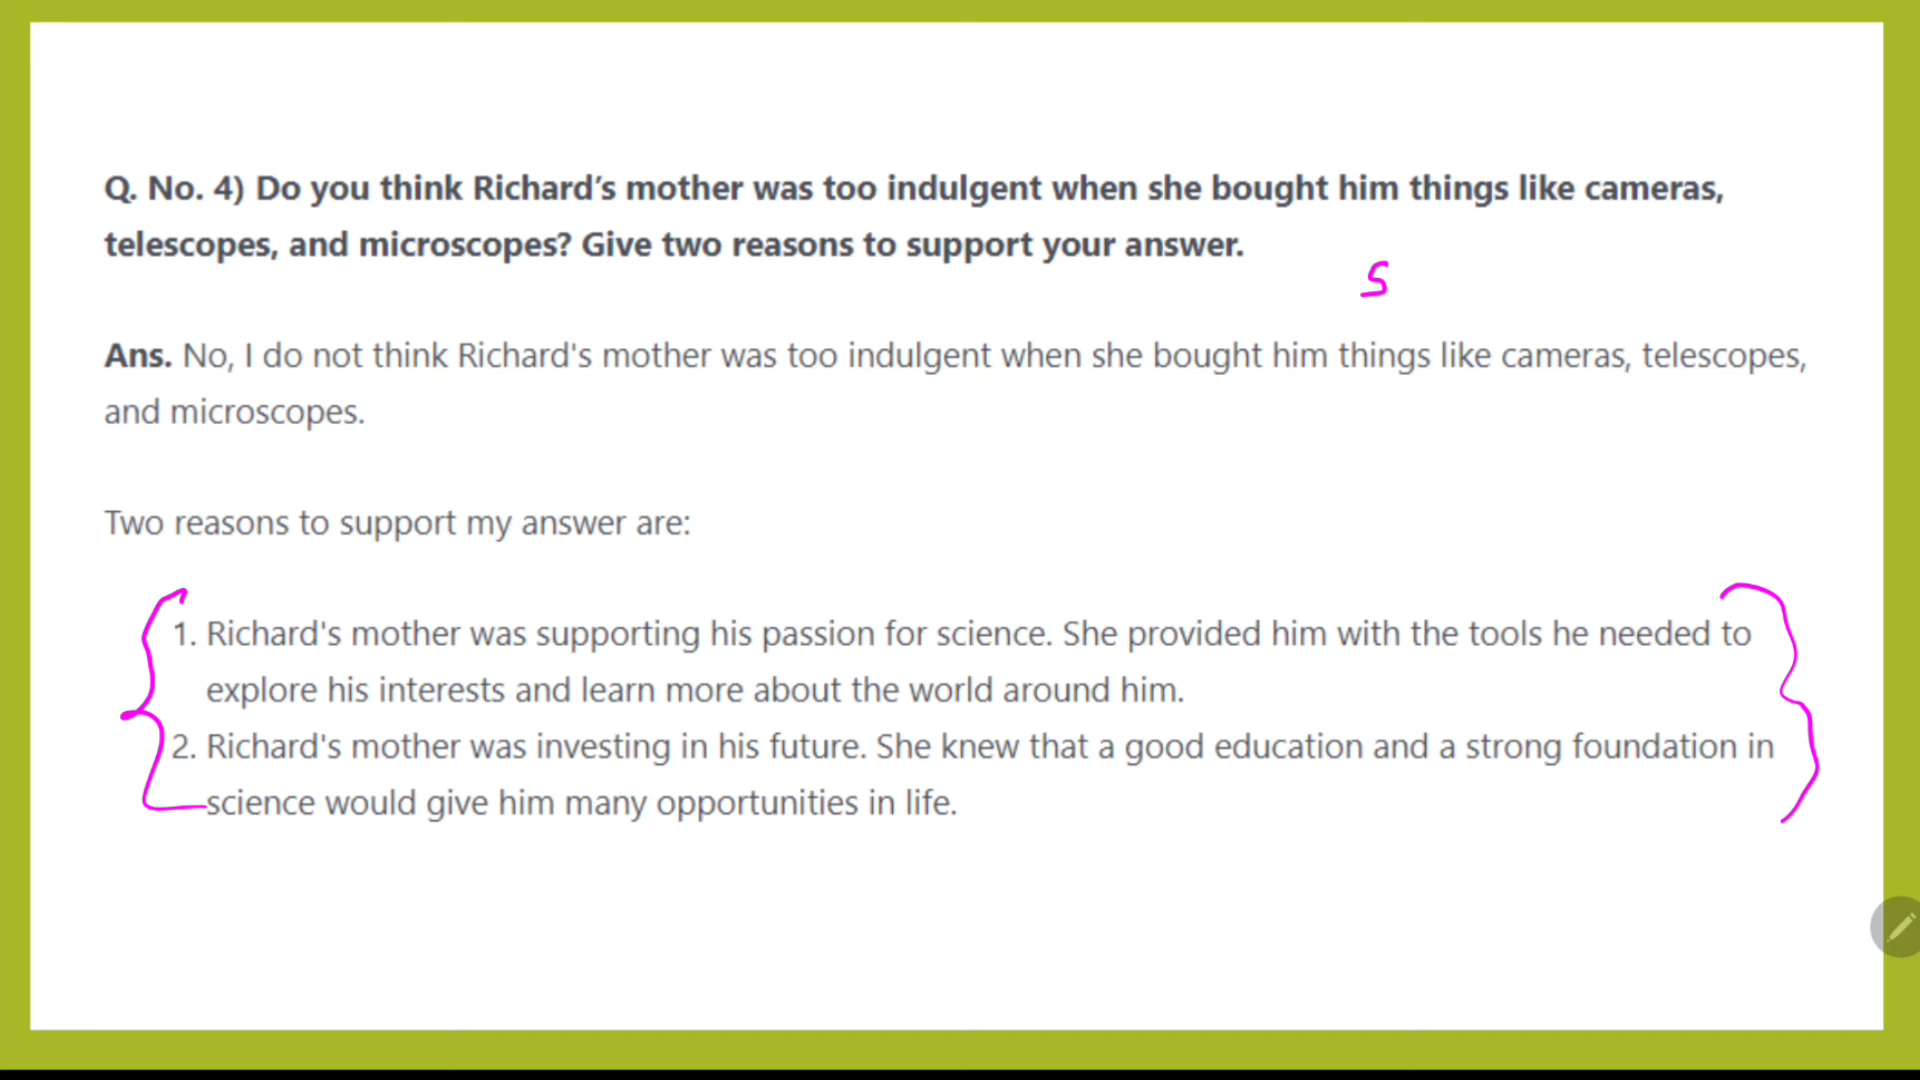 Q. No. 4) Do you think Richard’s mother was too indulgent when she bought him things like cameras,
telescopes, and microscopes? Give two reasons to support your answer.
S
Ans. No, I do not think Richard's mother was too indulgent when she bought him things like cameras, telescopes,
and microscopes.
Two reasons to support my answer are:
1. Richard's mother was supporting his passion for science. She provided him with the tools he needed to
explore his interests and learn more about the world around him.
2. Richard's mother was investing in his future. She knew that a good education and a strong foundation in
science would give him many opportunities in life.